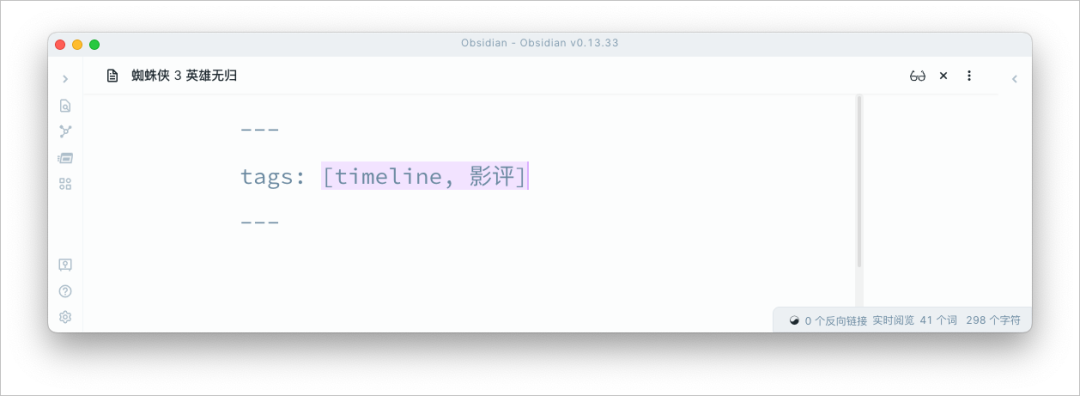 Obsidian - Obsidian v0.13.33
蜘蛛侠 3 英雄无归
---
tags: [timeline, 影评]
---
0 个反向链接 实时阅览 41 个词 298 个字符